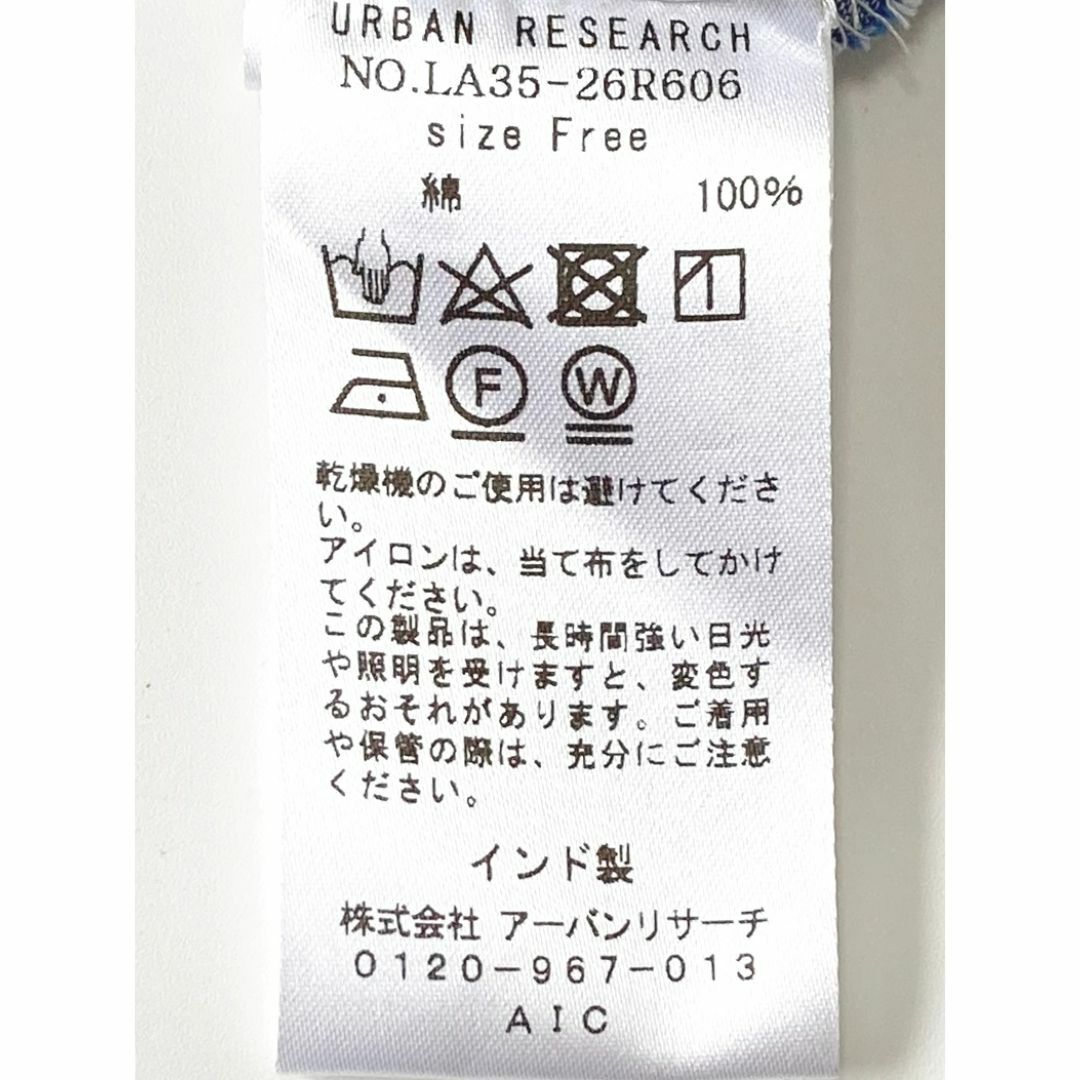 URBAN RESEARCH
NO.LA35-26R606
size Free
綿 100%
F W
乾燥機のご使用は避けてくださ
い。
アイロンは、当て布をしてかけ
てください。
この製品は、長時間強い日光
や照明を受けますと、変色す
るおそれがあります。ご着用
や保管の際は、充分にご注意
ください。
インド製
株式会社 アーバンリサーチ
0120-967-013
AIC